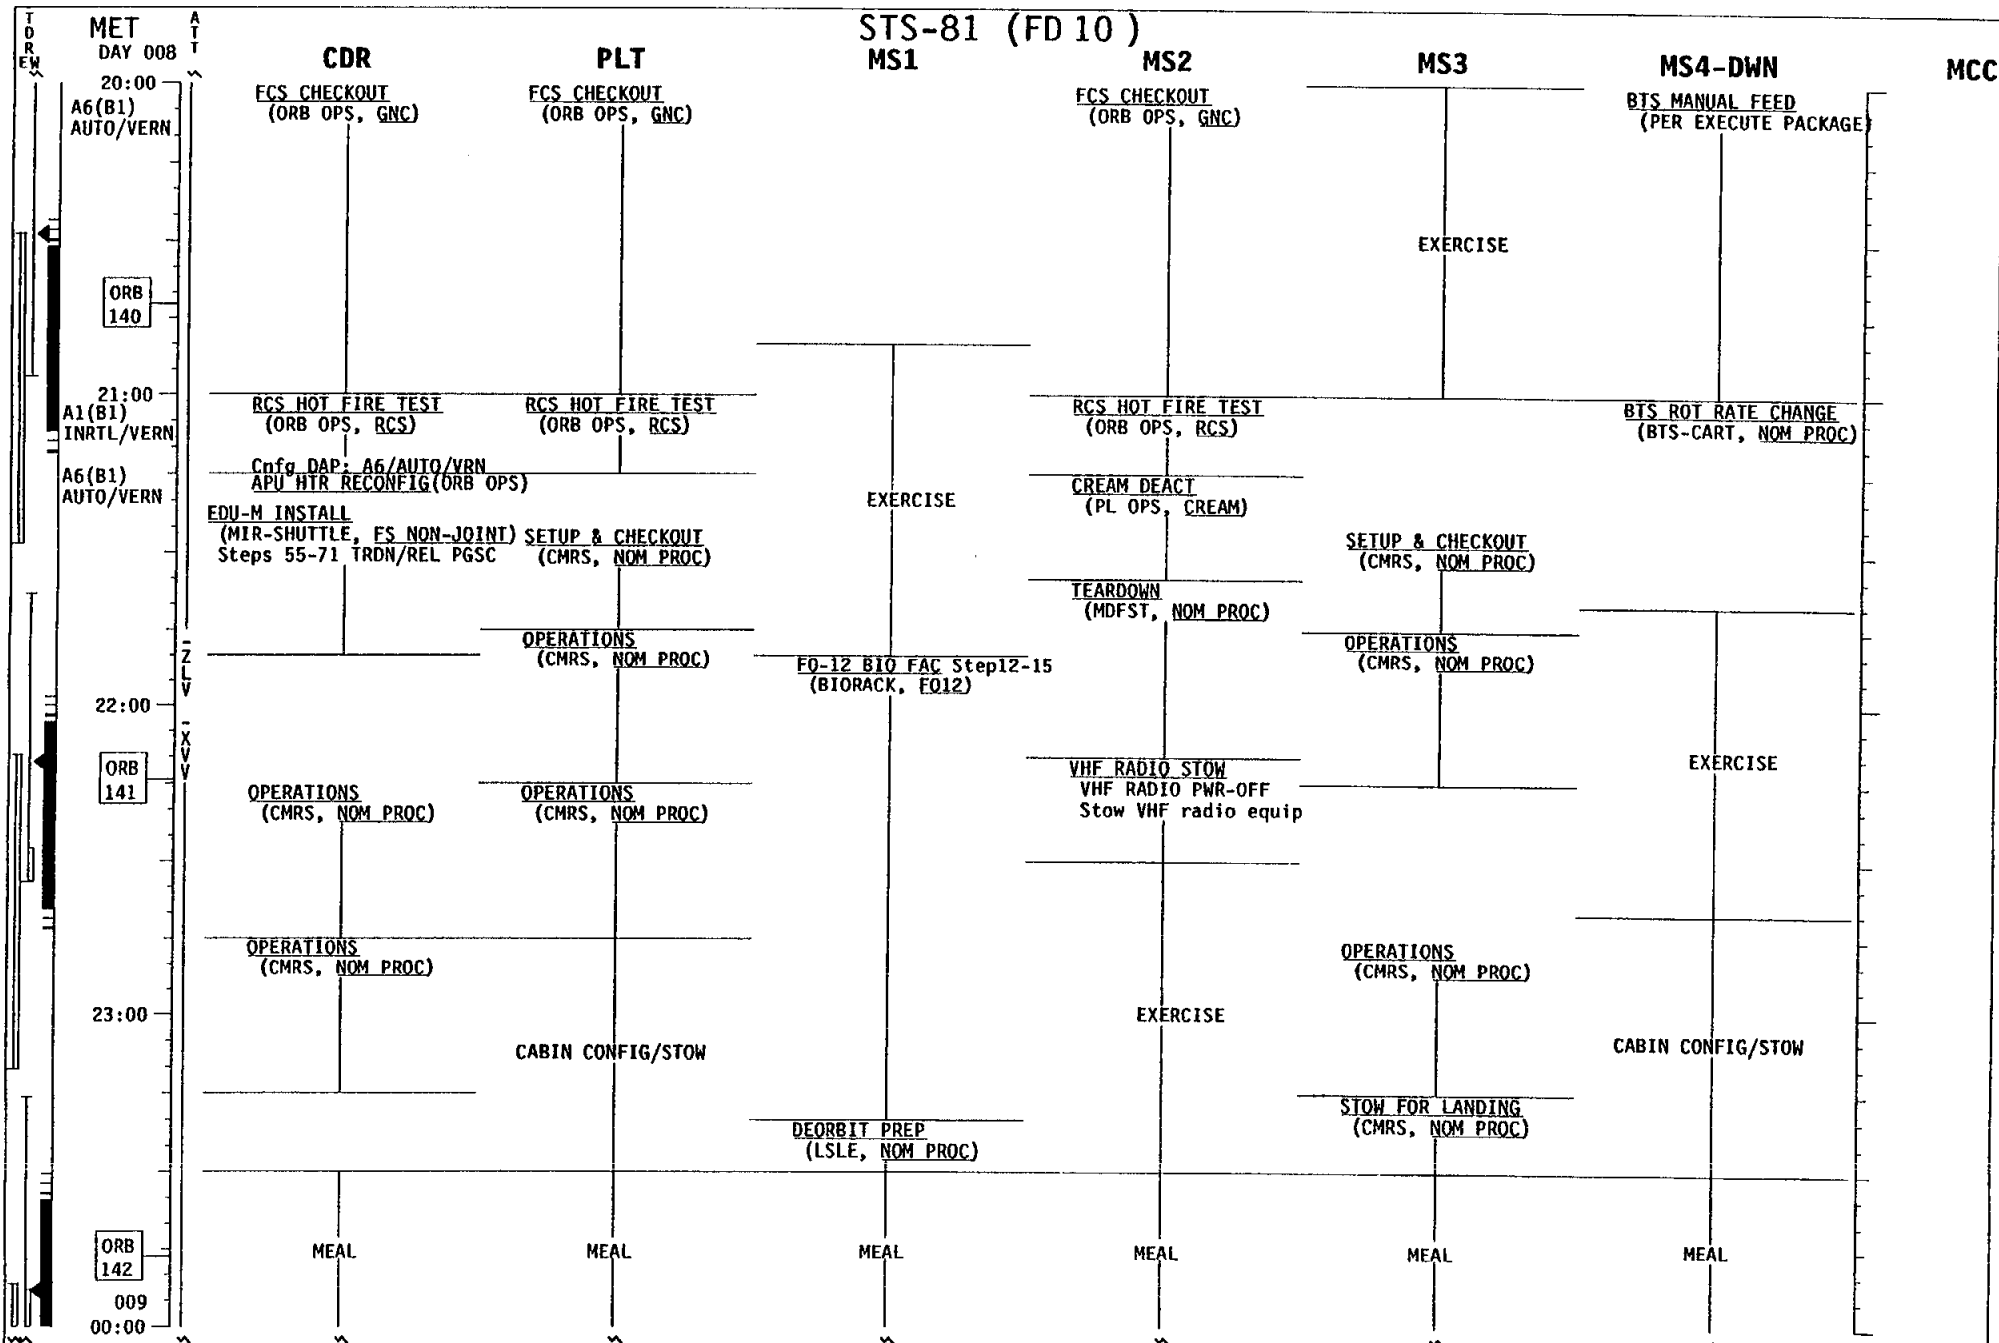 STS-81 (FD 10 )
TDRE W
MET
DAY 008
ATT
CDR
PLT
MS1
MS2
MS3
MS4-DWN
MCC
20:00
A6(B1)
AUTO/VERN
FCS CHECKOUT
(ORB OPS, GNC)
FCS CHECKOUT
(ORB OPS, GNC)
FCS CHECKOUT
(ORB OPS, GNC)
BTS MANUAL FEED
(PER EXECUTE PACKAGE)
EXERCISE
ORB
140
21:00
A1(B1)
INRTL/VERN
RCS HOT FIRE TEST
(ORB OPS, RCS)
RCS HOT FIRE TEST
(ORB OPS, RCS)
RCS HOT FIRE TEST
(ORB OPS, RCS)
BTS ROT RATE CHANGE
(BTS-CART, NOM PROC)
A6(B1)
AUTO/VERN
Cnfg DAP: A6/AUTO/VRN
APU HTR RECONFIG(ORB OPS)
CREAM DEACT
(PL OPS, CREAM)
EXERCISE
EDU-M INSTALL
(MIR-SHUTTLE, FS NON-JOINT)
Steps 55-71 TRDN/REL PGSC
SETUP & CHECKOUT
(CMRS, NOM PROC)
SETUP & CHECKOUT
(CMRS, NOM PROC)
TEARDOWN
(MDFST, NOM PROC)
OPERATIONS
(CMRS, NOM PROC)
OPERATIONS
(CMRS, NOM PROC)
FO-12 BIO FAC Step12-15
(BIORACK, FO12)
-ZLV
22:00
-XVV
ORB
141
VHF RADIO STOW
VHF RADIO PWR-OFF
Stow VHF radio equip
EXERCISE
OPERATIONS
(CMRS, NOM PROC)
OPERATIONS
(CMRS, NOM PROC)
OPERATIONS
(CMRS, NOM PROC)
OPERATIONS
(CMRS, NOM PROC)
23:00
EXERCISE
CABIN CONFIG/STOW
CABIN CONFIG/STOW
STOW FOR LANDING
(CMRS, NOM PROC)
DEORBIT PREP
(LSLE, NOM PROC)
ORB
142
MEAL
MEAL
MEAL
MEAL
MEAL
MEAL
009
00:00